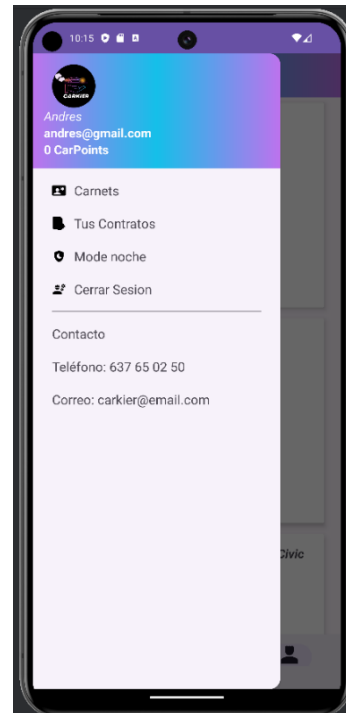 10:15
CARKIER
Andres
andres@gmail.com
0 CarPoints
Carnets
Tus Contratos
Mode noche
Cerrar Sesion
Contacto
Teléfono: 637 65 02 50
Correo: carkier@email.com
Civic